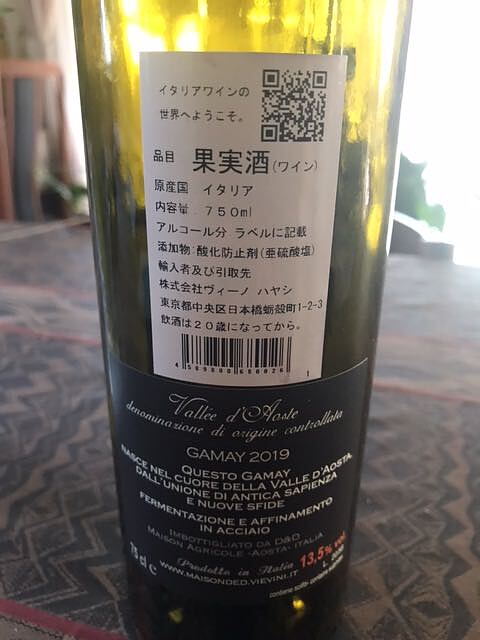 イタリアワインの
世界へようこそ。
品目 果実酒(ワイン)
原産国 イタリア
内容量 750ml
アルコール分 ラベルに記載
添加物:酸化防止剤(亜硫酸塩)
輸入者及び引取先
株式会社ヴィーノ ハヤシ
東京都中央区日本橋蛎殻町1-2-3
飲酒は20歳になってから。
Vallée d'Aoste
denominazione di origine controllata
GAMAY 2019
QUESTO GAMAY
NASCE NEL CUORE DELLA VALLE D'AOSTA,
DALL'UNIONE DI ANTICA SAPIENZA
E NUOVE SFIDE
FERMENTAZIONE E AFFINAMENTO
IN ACCIAIO
IMBOTTIGLIATO DA D&D
MAISON AGRICOLE -AOSTA- ITALIA
Prodotto in Italia 13,5% vol.
75 cl e WWW.MAISONDED.VIEVINI.IT